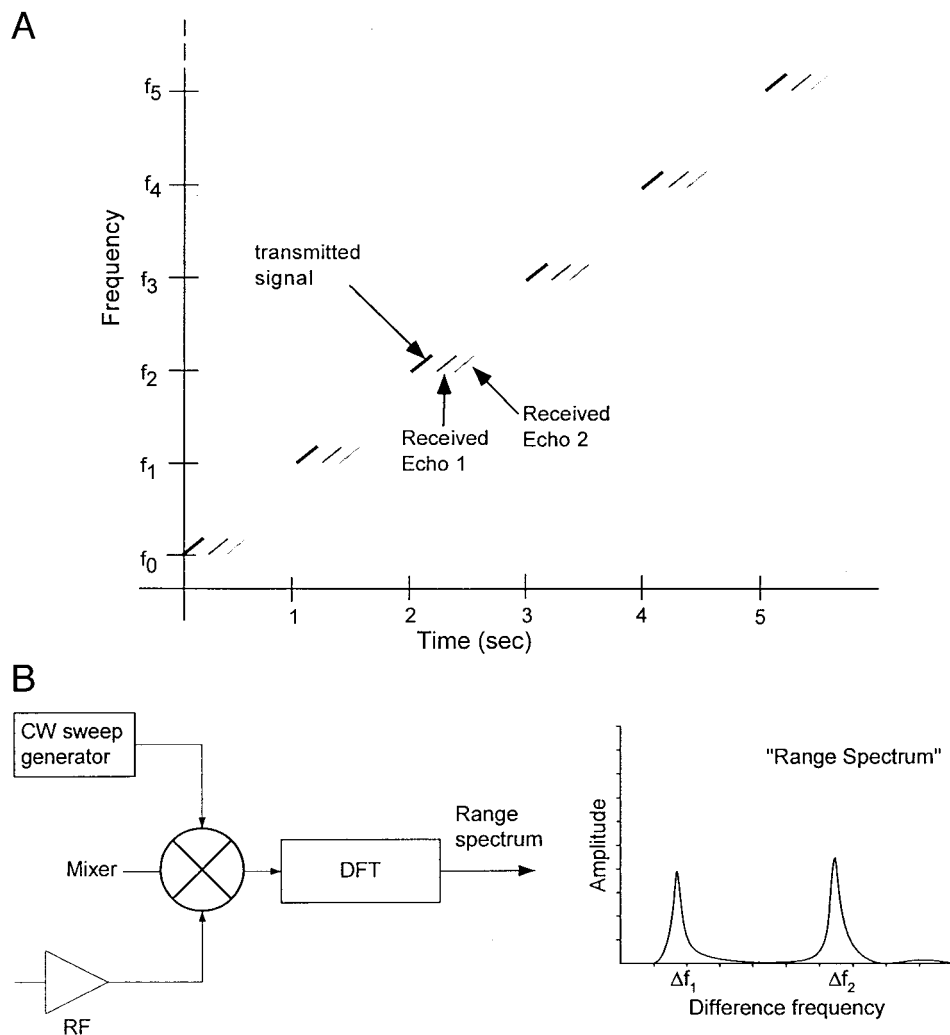 A
f5
f4
f3
f2
f1
f0
Frequency
transmitted
signal
Received
Echo 1
Received
Echo 2
1
2
3
4
5
Time (sec)
B
CW sweep
generator
Mixer
RF
DFT
Range
spectrum
"Range Spectrum"
Amplitude
Δf1
Δf2
Difference frequency